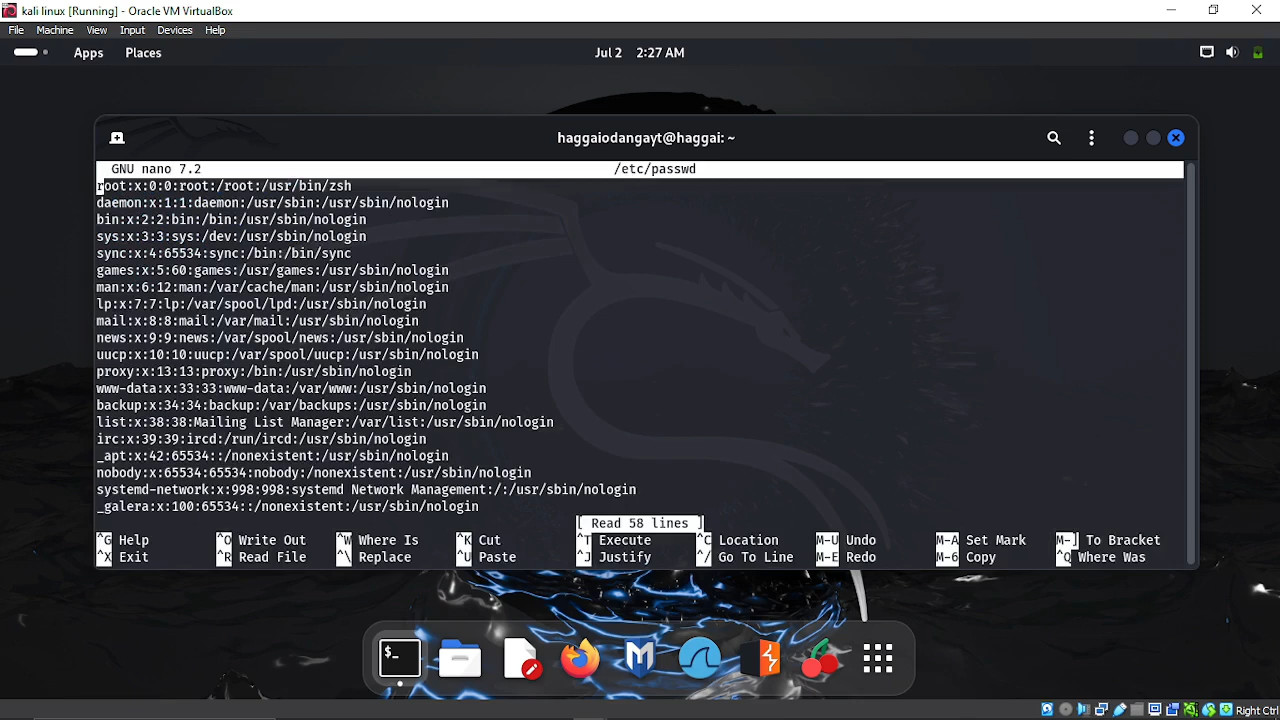 kali linux [Running] - Oracle VM VirtualBox
File Machine View Input Devices Help
Apps Places Jul 2 2:27 AM
haggaiodangayt@haggai: ~
GNU nano 7.2 /etc/passwd
root:x:0:0:root:/root:/usr/bin/zsh
daemon:x:1:1:daemon:/usr/sbin:/usr/sbin/nologin
bin:x:2:2:bin:/bin:/usr/sbin/nologin
sys:x:3:3:sys:/dev:/usr/sbin/nologin
sync:x:4:65534:sync:/bin:/bin/sync
games:x:5:60:games:/usr/games:/usr/sbin/nologin
man:x:6:12:man:/var/cache/man:/usr/sbin/nologin
lp:x:7:7:lp:/var/spool/lpd:/usr/sbin/nologin
mail:x:8:8:mail:/var/mail:/usr/sbin/nologin
news:x:9:9:news:/var/spool/news:/usr/sbin/nologin
uucp:x:10:10:uucp:/var/spool/uucp:/usr/sbin/nologin
proxy:x:13:13:proxy:/bin:/usr/sbin/nologin
www-data:x:33:33:www-data:/var/www:/usr/sbin/nologin
backup:x:34:34:backup:/var/backups:/usr/sbin/nologin
list:x:38:38:Mailing List Manager:/var/list:/usr/sbin/nologin
irc:x:39:39:ircd:/run/ircd:/usr/sbin/nologin
_apt:x:42:65534::/nonexistent:/usr/sbin/nologin
nobody:x:65534:65534:nobody:/nonexistent:/usr/sbin/nologin
systemd-network:x:998:998:systemd Network Management:/:/usr/sbin/nologin
_galera:x:100:65534::/nonexistent:/usr/sbin/nologin
[ Read 58 lines ]
^G Help ^O Write Out ^W Where Is ^K Cut ^T Execute ^C Location M-U Undo M-A Set Mark M-] To Bracket
^X Exit ^R Read File ^\ Replace ^U Paste ^J Justify ^/ Go To Line M-E Redo M-6 Copy ^Q Where Was
$-
Right Ctrl